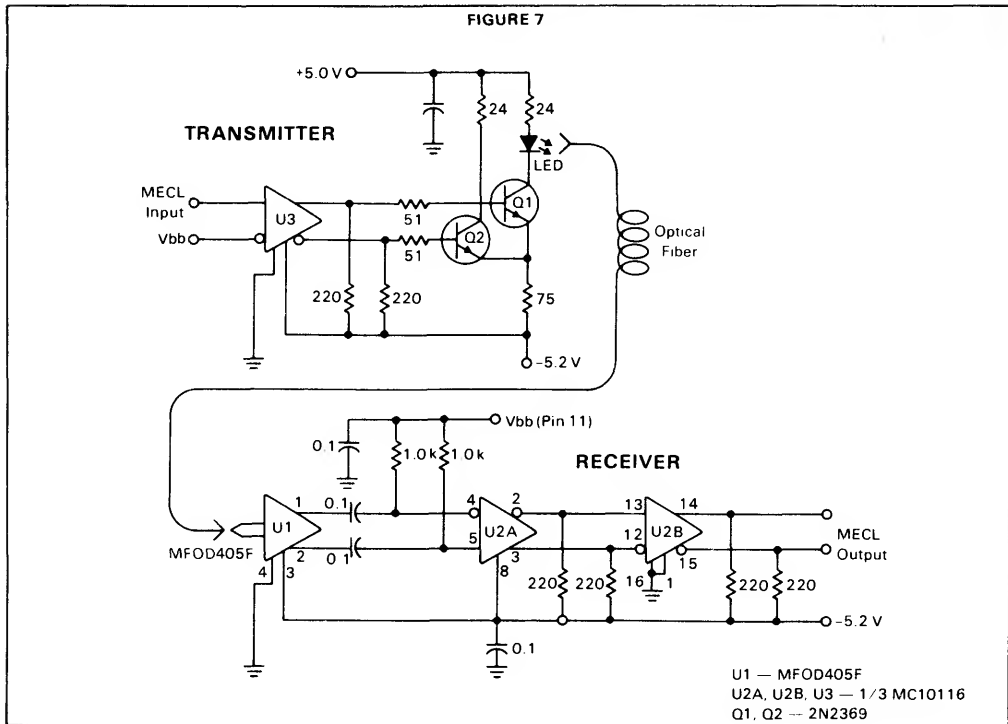 FIGURE 7
+5.0 V
24
24
TRANSMITTER
LED
MECL
Input
U3
Q1
51
Vbb
Q2
51
Optical
Fiber
220
220
75
-5.2 V
Vbb (Pin 11)
0.1
1.0k
1.0k
RECEIVER
1
0.1
4
2
13
14
U1
U2A
U2B
MECL
Output
MFOD405F
2
0.1
5
3
12
15
4
3
8
16
1
220
220
220
220
-5.2 V
0.1
U1 — MFOD405F
U2A, U2B, U3 — 1/3 MC10116
Q1, Q2 — 2N2369